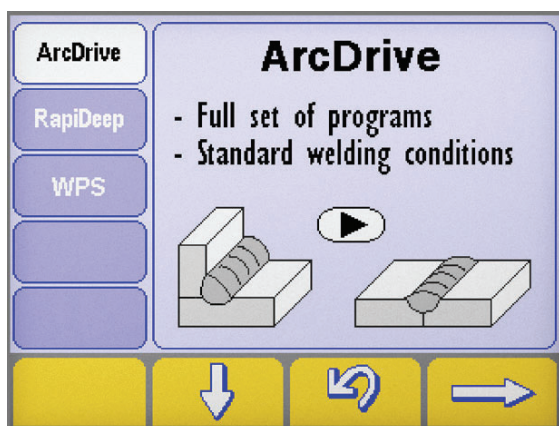 ArcDrive
RapiDeep
WPS
ArcDrive
- Full set of programs
- Standard welding conditions